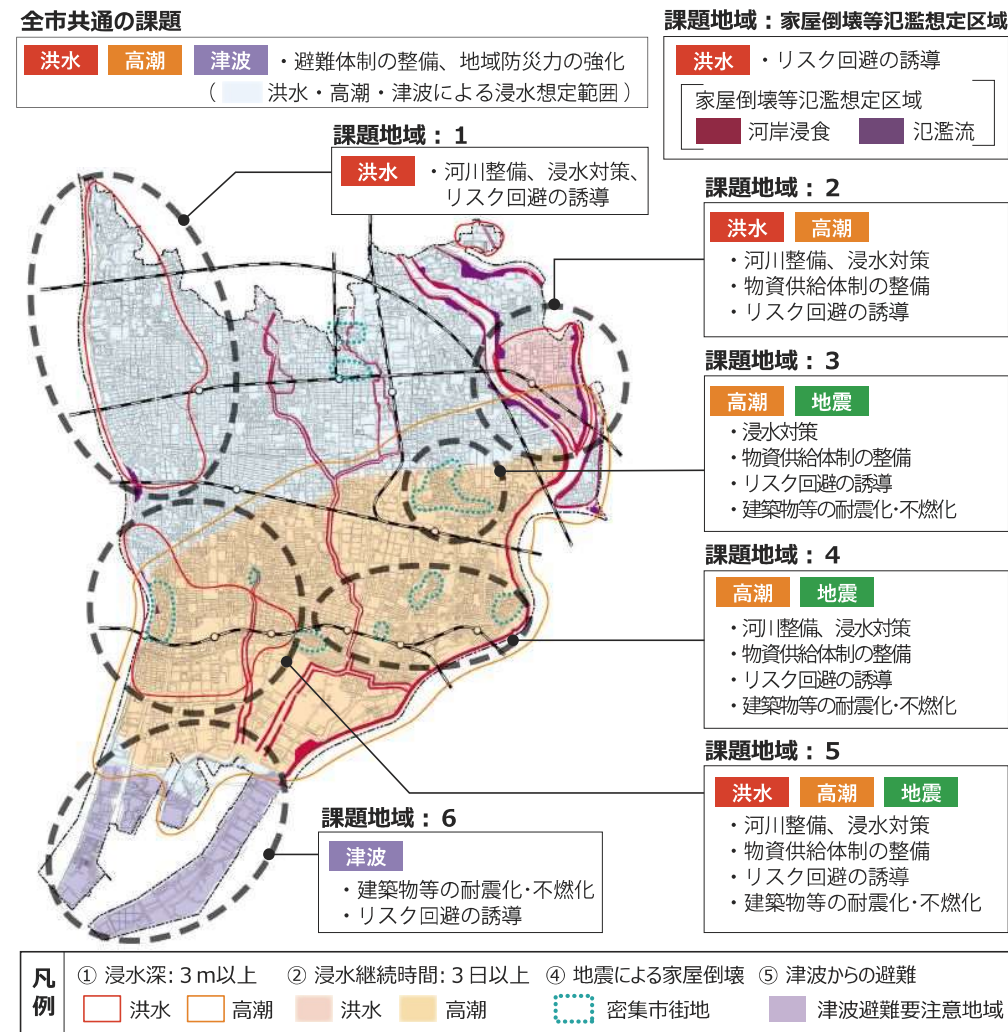 全市共通の課題
洪水 高潮 津波 ・避難体制の整備、地域防災力の強化
( 洪水・高潮・津波による浸水想定範囲 )
課題地域：家屋倒壊等氾濫想定区域
洪水 ・リスク回避の誘導
家屋倒壊等氾濫想定区域
河岸浸食 氾濫流
課題地域：1
洪水 ・河川整備、浸水対策、
リスク回避の誘導
課題地域：2
洪水 高潮
・河川整備、浸水対策
・物資供給体制の整備
・リスク回避の誘導
課題地域：3
高潮 地震
・浸水対策
・物資供給体制の整備
・リスク回避の誘導
・建築物等の耐震化・不燃化
課題地域：4
高潮 地震
・河川整備、浸水対策
・物資供給体制の整備
・リスク回避の誘導
・建築物等の耐震化・不燃化
課題地域：5
洪水 高潮 地震
・河川整備、浸水対策
・物資供給体制の整備
・リスク回避の誘導
・建築物等の耐震化・不燃化
課題地域：6
津波
・建築物等の耐震化・不燃化
・リスク回避の誘導
凡例
① 浸水深：3ｍ以上 ② 浸水継続時間：3日以上 ④ 地震による家屋倒壊 ⑤ 津波からの避難
洪水 高潮 洪水 高潮 密集市街地 津波避難要注意地域